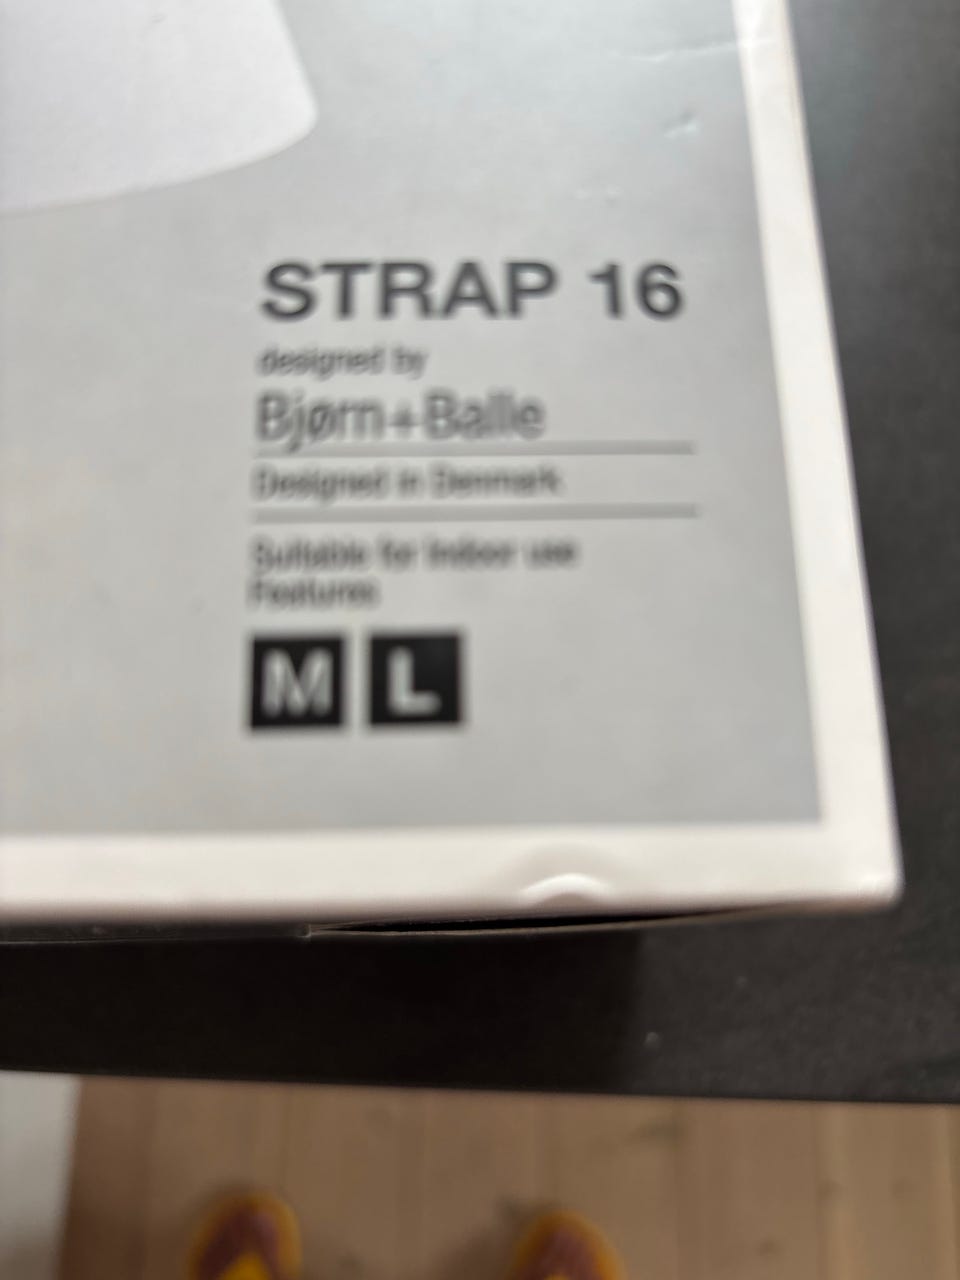 STRAP 16
designed by
Bjørn+Balle
Designed in Denmark
Suitable for indoor use
Features
M L